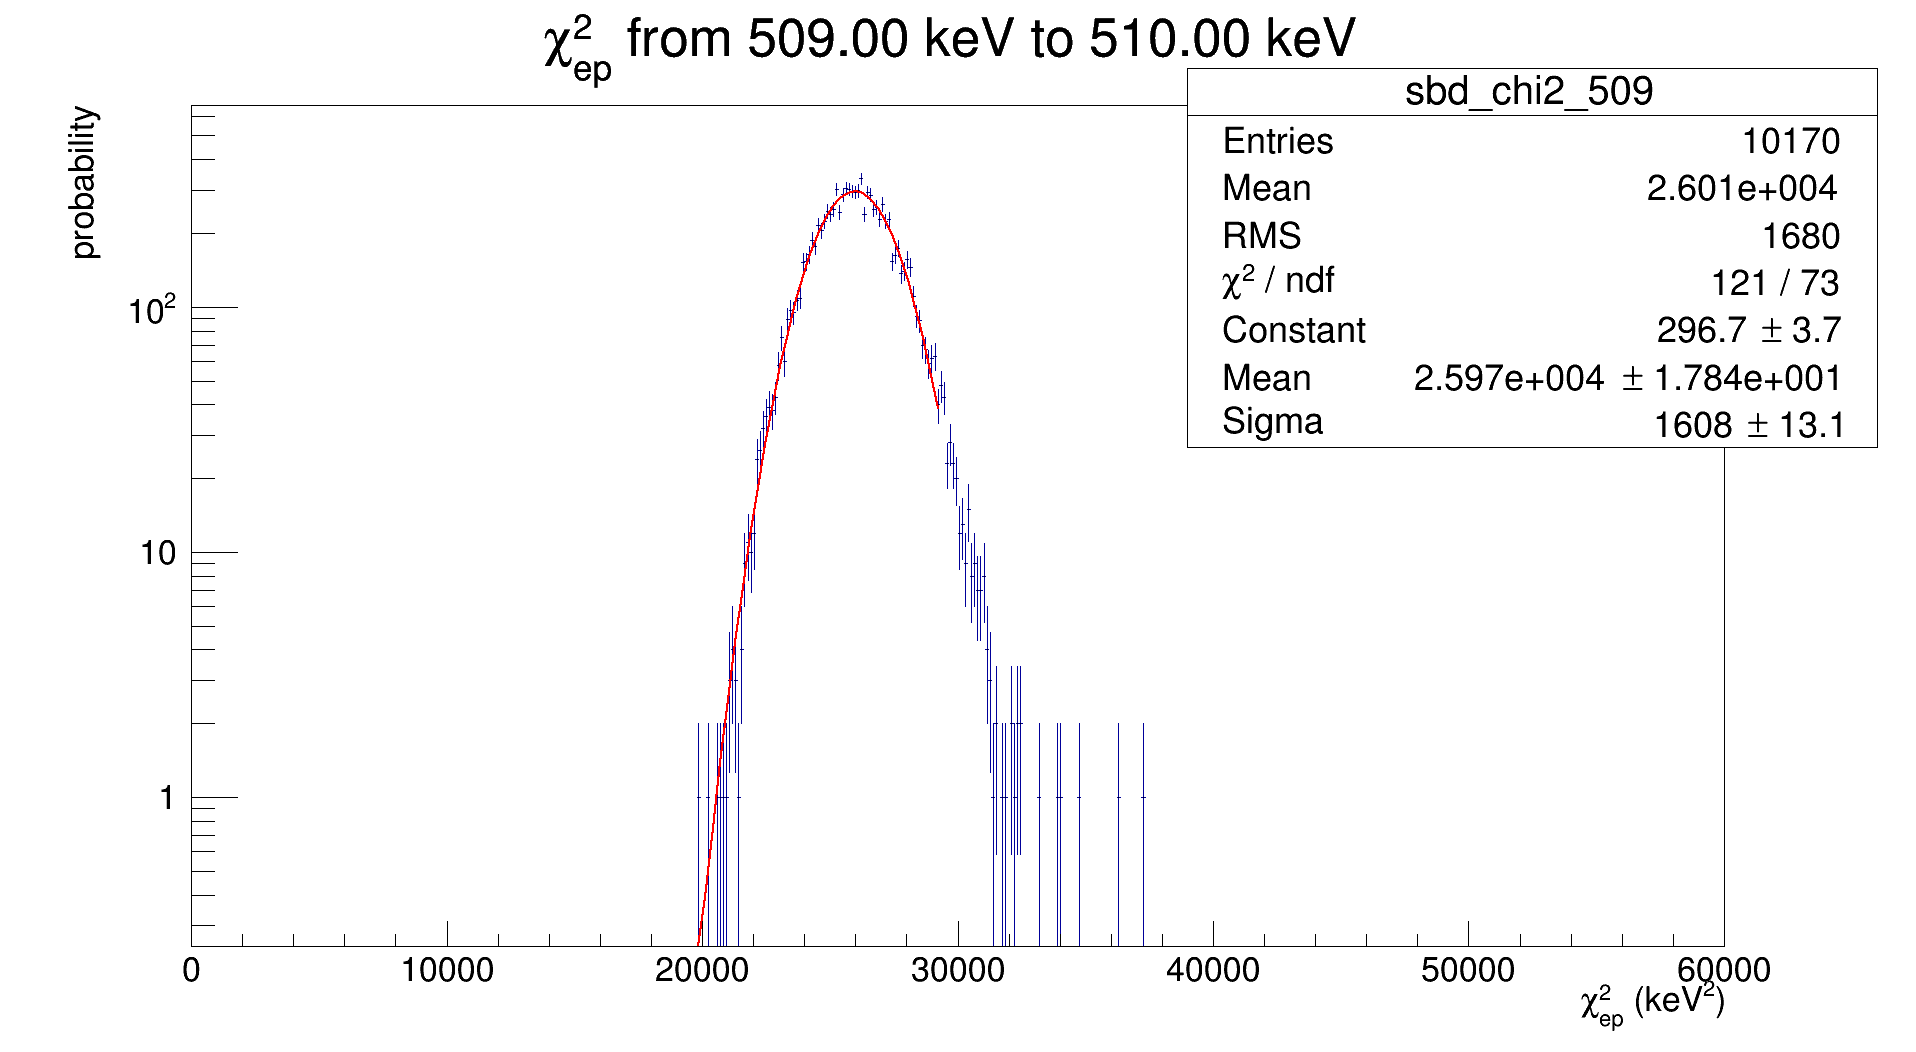 χ²ep from 509.00 keV to 510.00 keV
sbd_chi2_509
Entries 10170
Mean 2.601e+004
RMS 1680
χ² / ndf 121 / 73
Constant 296.7 ± 3.7
Mean 2.597e+004 ± 1.784e+001
Sigma 1608 ± 13.1
probability
10²
10
1
0 10000 20000 30000 40000 50000 60000
χ²ep (keV²)